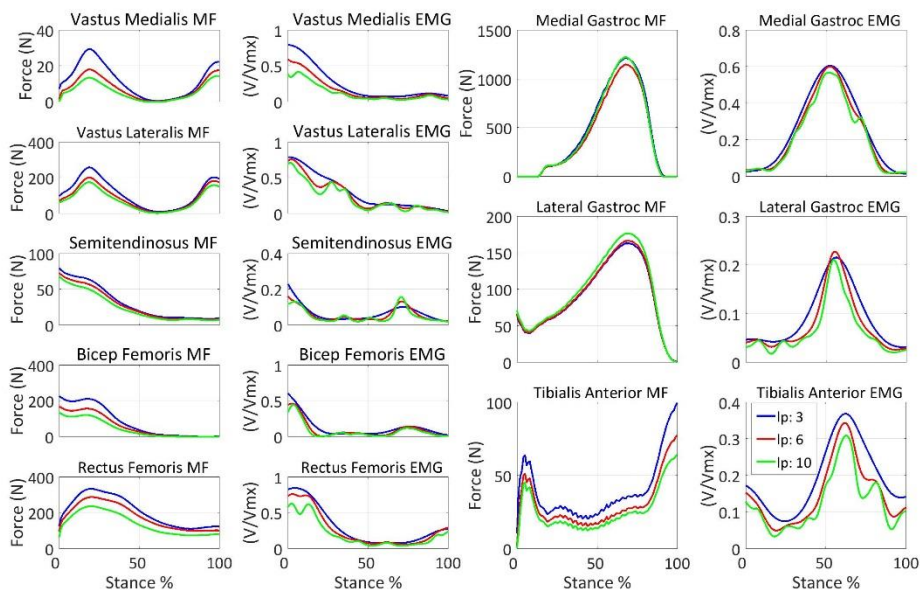 Vastus Medialis MF
Force (N)
40
20
0
Vastus Medialis EMG
(V/Vmx)
1
0.5
0
Medial Gastroc MF
Force (N)
1500
1000
500
0
Medial Gastroc EMG
(V/Vmx)
0.8
0.6
0.4
0.2
0
Vastus Lateralis MF
Force (N)
400
200
0
Vastus Lateralis EMG
(V/Vmx)
1
0.5
0
Semitendinosus MF
Force (N)
100
50
0
Semitendinosus EMG
(V/Vmx)
0.4
0.2
0
Lateral Gastroc MF
Force (N)
200
150
100
50
0
Lateral Gastroc EMG
(V/Vmx)
0.3
0.2
0.1
0
Bicep Femoris MF
Force (N)
400
200
0
Bicep Femoris EMG
(V/Vmx)
1
0.5
0
Rectus Femoris MF
Force (N)
400
200
0
0 50 100
Stance %
Rectus Femoris EMG
(V/Vmx)
1
0.5
0
0 50 100
Stance %
Tibialis Anterior MF
Force (N)
100
50
0
0 50 100
Stance %
Tibialis Anterior EMG
(V/Vmx)
0.4
0.3
0.2
0.1
0
lp: 3
lp: 6
lp: 10
0 50 100
Stance %